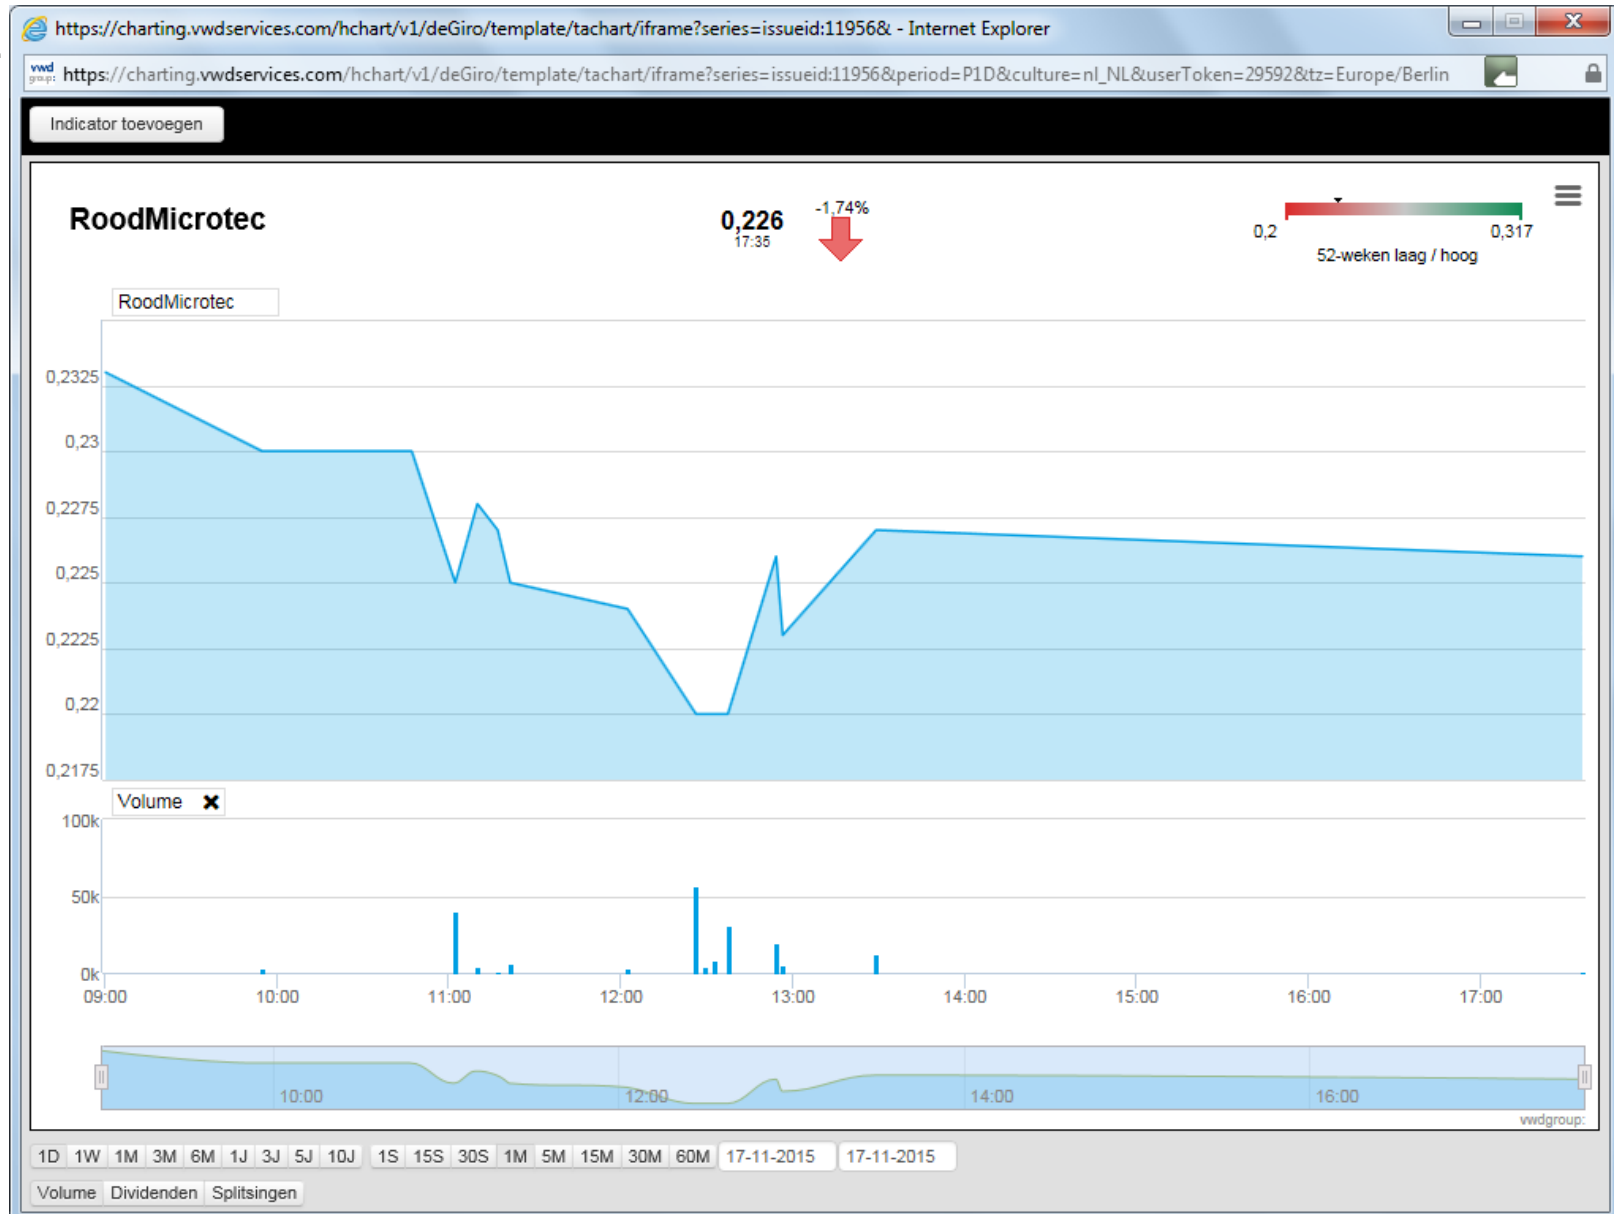 https://charting.vwdservices.com/hchart/v1/deGiro/template/tachart/iframe?series=issueid:11956& - Internet Explorer
vwd group: https://charting.vwdservices.com/hchart/v1/deGiro/template/tachart/iframe?series=issueid:11956&period=P1D&culture=nl_NL&userToken=29592&tz=Europe/Berlin
Indicator toevoegen
RoodMicrotec
0,226
17:35
-1,74%
0,2
0,317
52-weken laag / hoog
RoodMicrotec
0,2325
0,23
0,2275
0,225
0,2225
0,22
0,2175
Volume
100k
50k
0k
09:00 10:00 11:00 12:00 13:00 14:00 15:00 16:00 17:00
10:00 12:00 14:00 16:00
vwdgroup:
1D 1W 1M 3M 6M 1J 3J 5J 10J 1S 15S 30S 1M 5M 15M 30M 60M 17-11-2015 17-11-2015
Volume Dividenden Splitsingen